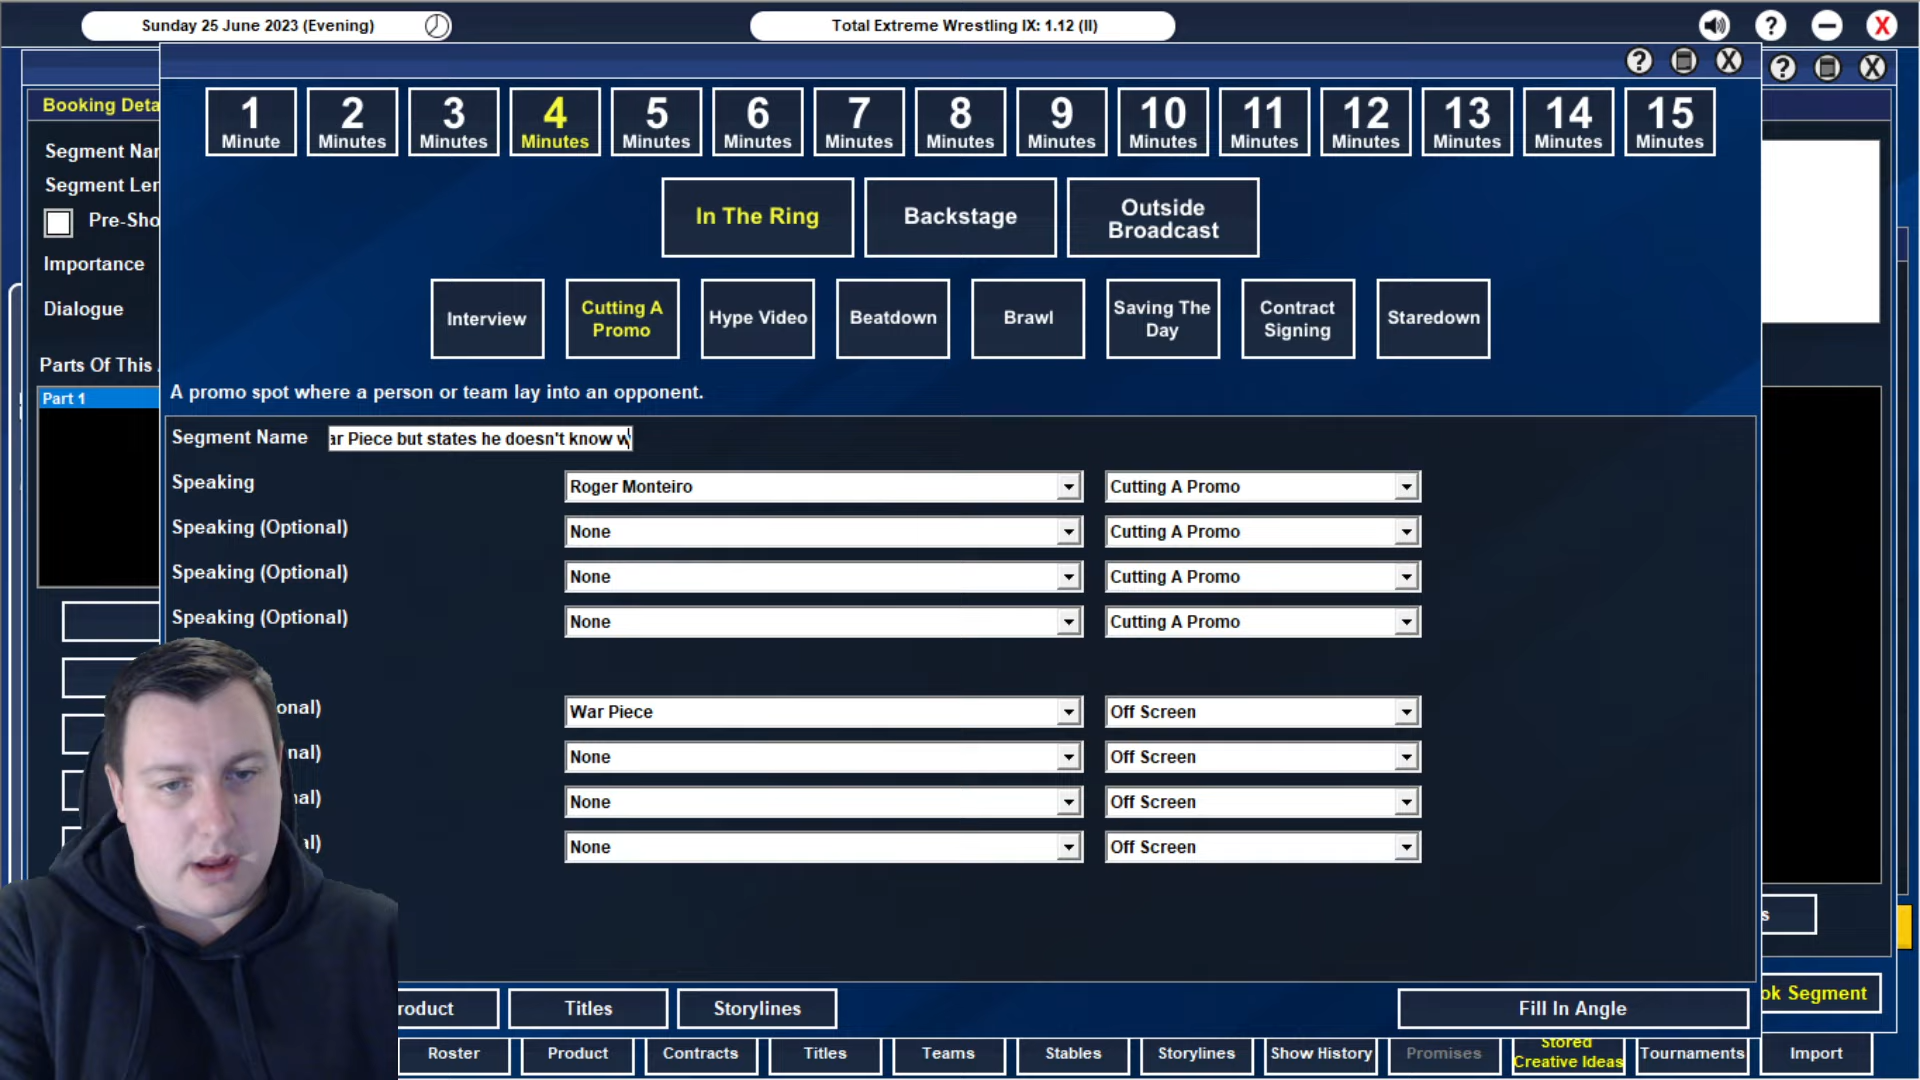 Sunday 25 June 2023 (Evening)
Total Extreme Wrestling IX: 1.12 (II)
?
X
?
X
?
X
Booking Deta
1
Minute
2
Minutes
3
Minutes
4
Minutes
5
Minutes
6
Minutes
7
Minutes
8
Minutes
9
Minutes
10
Minutes
11
Minutes
12
Minutes
13
Minutes
14
Minutes
15
Minutes
Segment Nar
Segment Ler
Pre-Sho
Importance
Dialogue
Parts Of This
Part 1
In The Ring
Backstage
Outside
Broadcast
Interview
Cutting A
Promo
Hype Video
Beatdown
Brawl
Saving The
Day
Contract
Signing
Staredown
A promo spot where a person or team lay into an opponent.
Segment Name
ar Piece but states he doesn't know w
Speaking
Roger Monteiro
Cutting A Promo
Speaking (Optional)
None
Cutting A Promo
Speaking (Optional)
None
Cutting A Promo
Speaking (Optional)
None
Cutting A Promo
onal)
War Piece
Off Screen
nal)
None
Off Screen
nal)
None
Off Screen
al)
None
Off Screen
s
roduct
Titles
Storylines
Fill In Angle
ok Segment
Roster
Product
Contracts
Titles
Teams
Stables
Storylines
Show History
Promises
Stored
Creative Ideas
Tournaments
Import